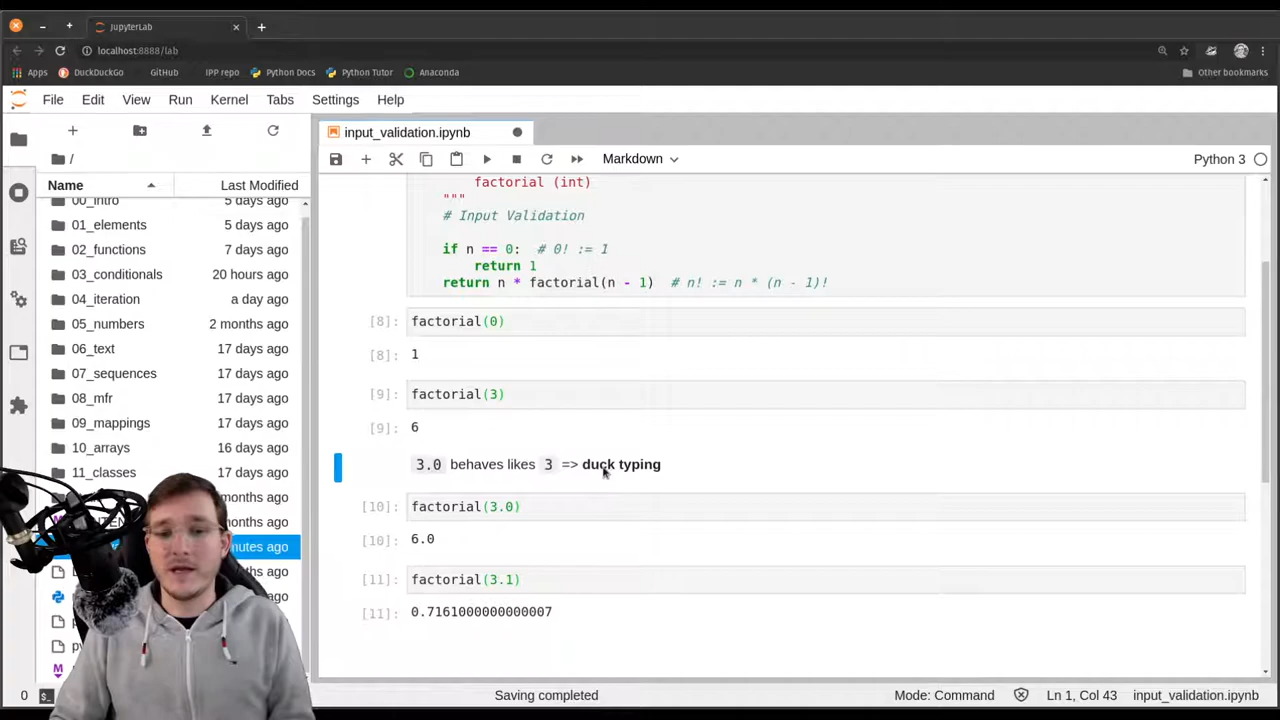 JupyterLab
localhost:8888/lab
Apps DuckDuckGo GitHub IPP repo Python Docs Python Tutor Anaconda Other bookmarks
File Edit View Run Kernel Tabs Settings Help
input_validation.ipynb
Markdown
Python 3
/
Name Last Modified
00_intro 5 days ago
01_elements 5 days ago
02_functions 7 days ago
03_conditionals 20 hours ago
04_iteration a day ago
05_numbers 2 months ago
06_text 17 days ago
07_sequences 17 days ago
08_mfr 17 days ago
09_mappings 17 days ago
10_arrays 16 days ago
11_classes 17 days ago
months ago
months ago
nutes ago
ths ago
ago
months ago
ago
factorial (int)
"""
# Input Validation
if n == 0: # 0! := 1
return 1
return n * factorial(n - 1) # n! := n * (n - 1)!
[8]: factorial(0)
[8]: 1
[9]: factorial(3)
[9]: 6
3.0 behaves likes 3 => duck typing
[10]: factorial(3.0)
[10]: 6.0
[11]: factorial(3.1)
[11]: 0.7161000000000007
0 $_ Saving completed Mode: Command Ln 1, Col 43 input_validation.ipynb